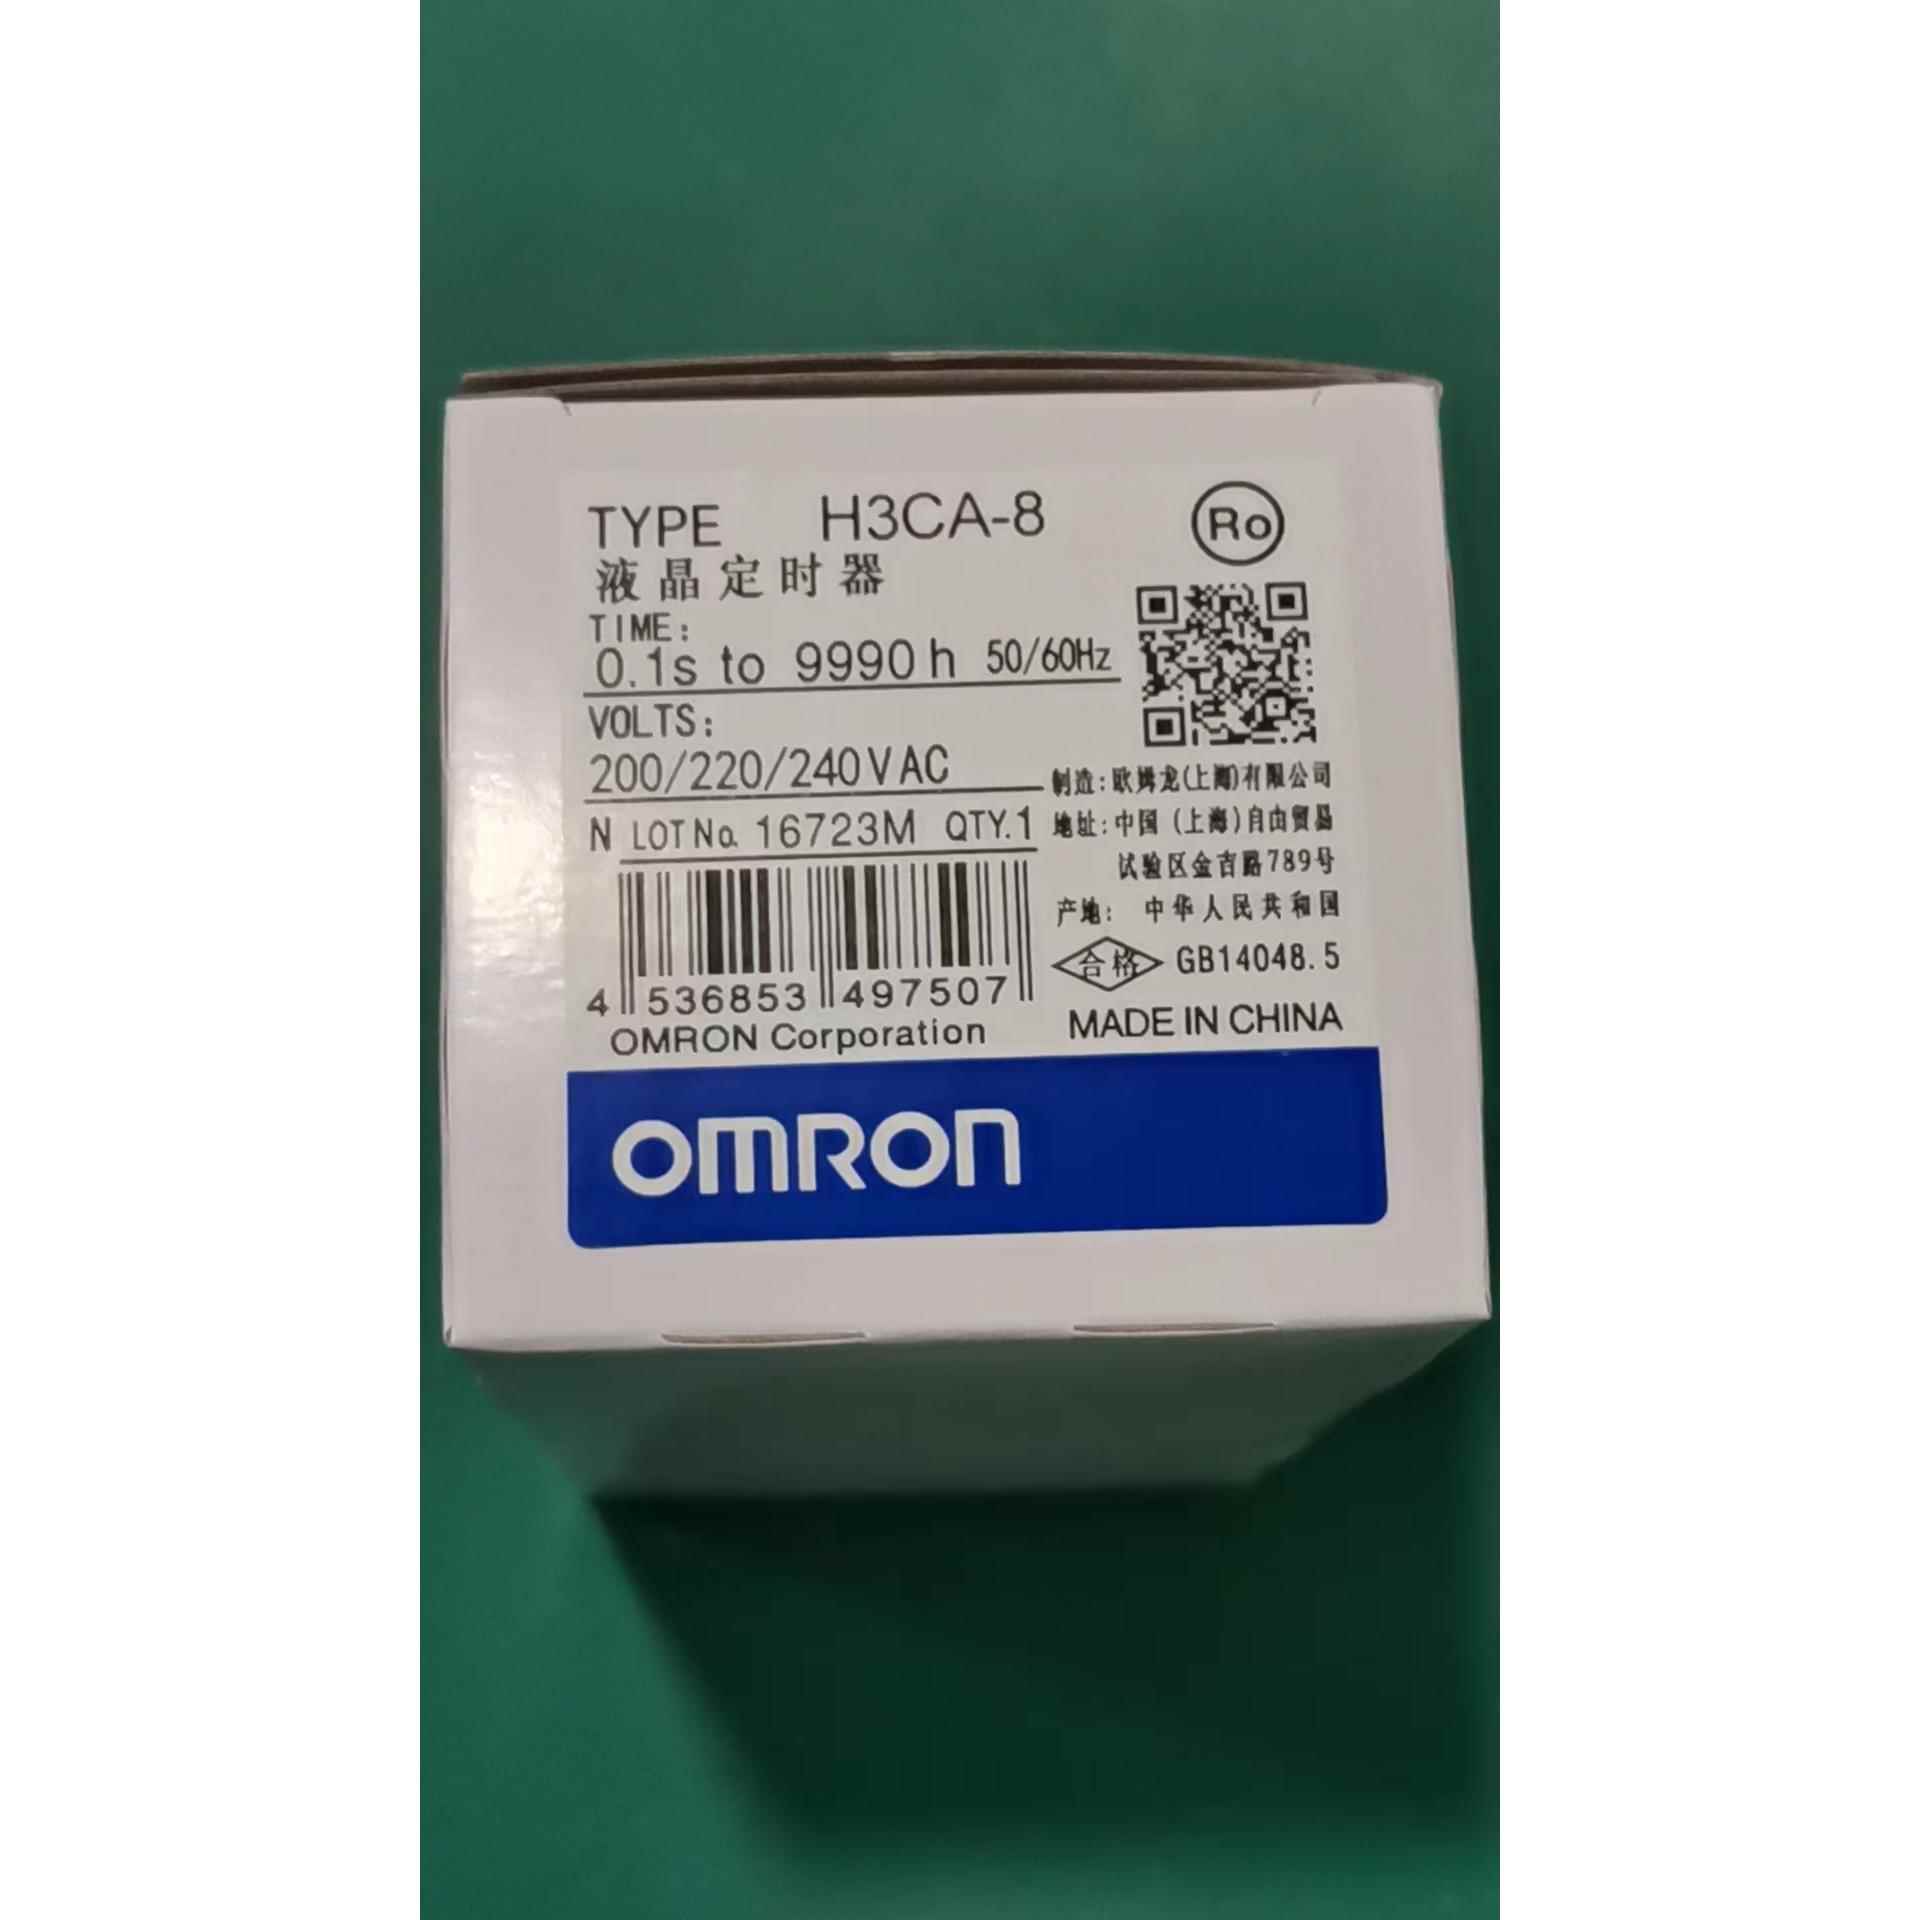 TYPE H3CA-8
Ro
液晶定时器
TIME:
0.1s to 9990h 50/60Hz
VOLTS:
200/220/240VAC
N LOT No. 16723M QTY.1
4 536853 497507
OMRON Corporation
制造:欧姆龙(上海)有限公司
地址:中国(上海)自由贸易
试验区金吉路789号
产地: 中华人民共和国
合格 GB14048.5
MADE IN CHINA
OMRON